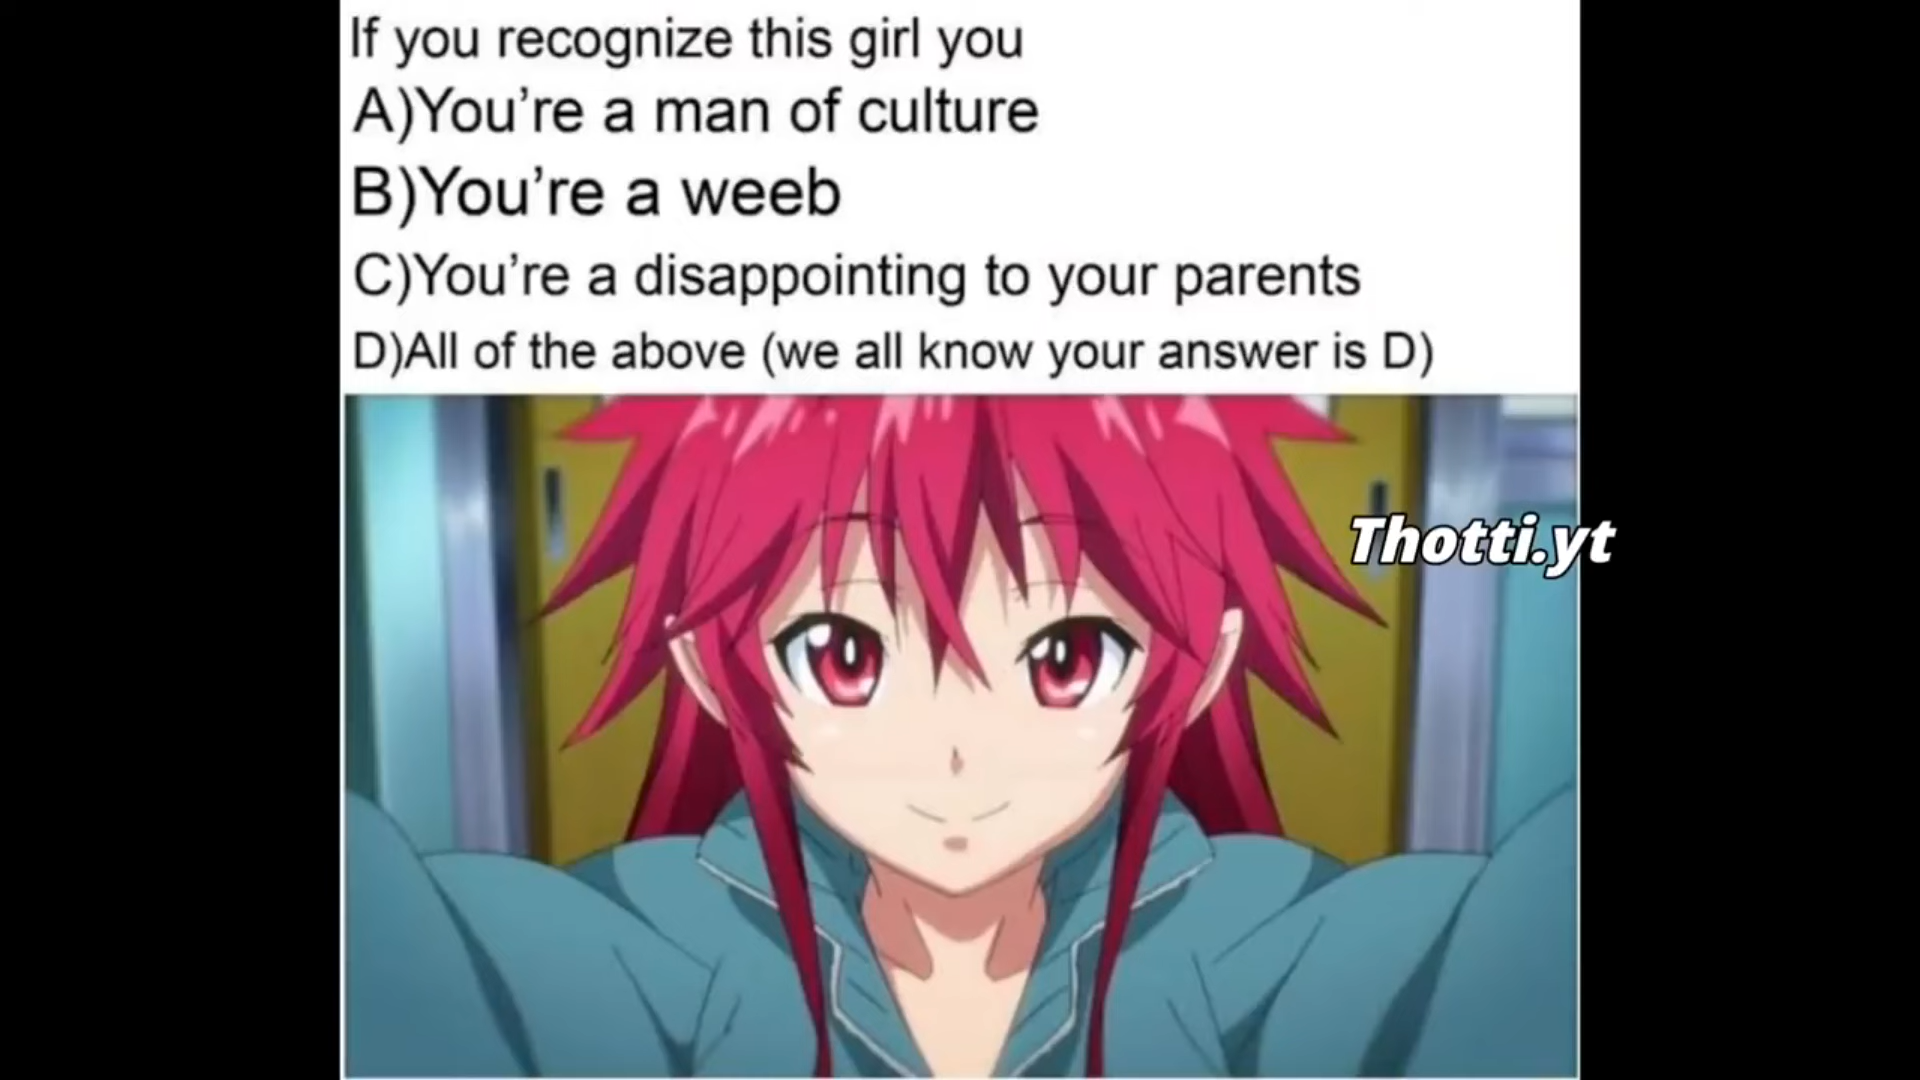 If you recognize this girl you
A)You’re a man of culture
B)You’re a weeb
C)You’re a disappointing to your parents
D)All of the above (we all know your answer is D)
Thotti.yt